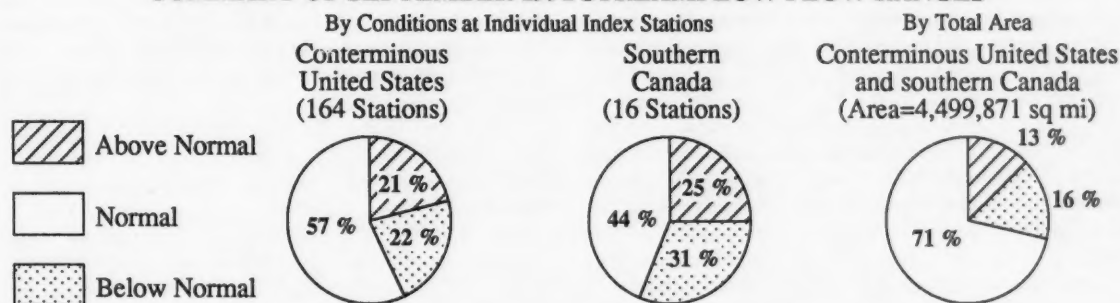 By Conditions at Individual Index Stations
By Total Area
Conterminous
United States
(164 Stations)
Southern
Canada
(16 Stations)
Conterminous United States
and southern Canada
(Area=4,499,871 sq mi)
Above Normal
Normal
Below Normal
21 %
57 %
22 %
25 %
44 %
31 %
13 %
16 %
71 %